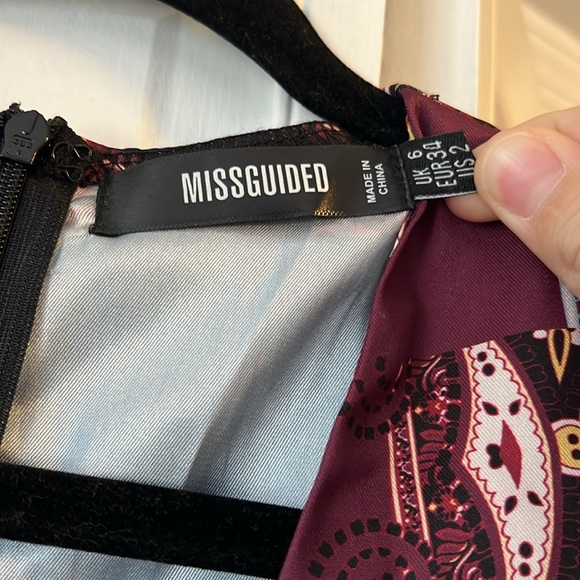 MISSGUIDED
MADE IN
CHINA
UK 6
EUR 34
US 2